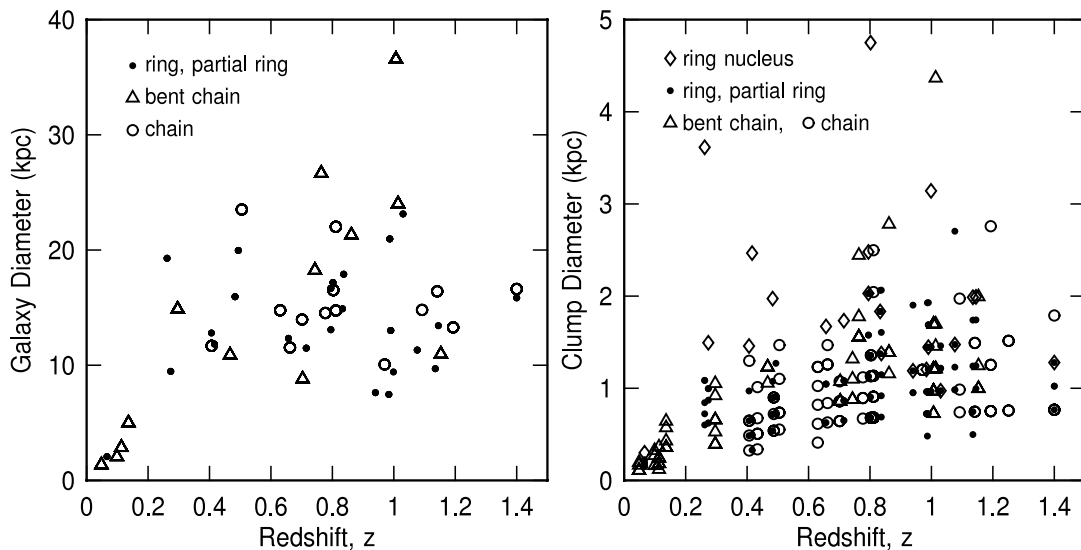 40
30
20
10
0
Galaxy Diameter (kpc)
ring, partial ring
bent chain
chain
0 0.2 0.4 0.6 0.8 1 1.2 1.4
Redshift, z
5
4
3
2
1
0
Clump Diameter (kpc)
ring nucleus
ring, partial ring
bent chain, chain
0 0.2 0.4 0.6 0.8 1 1.2 1.4
Redshift, z